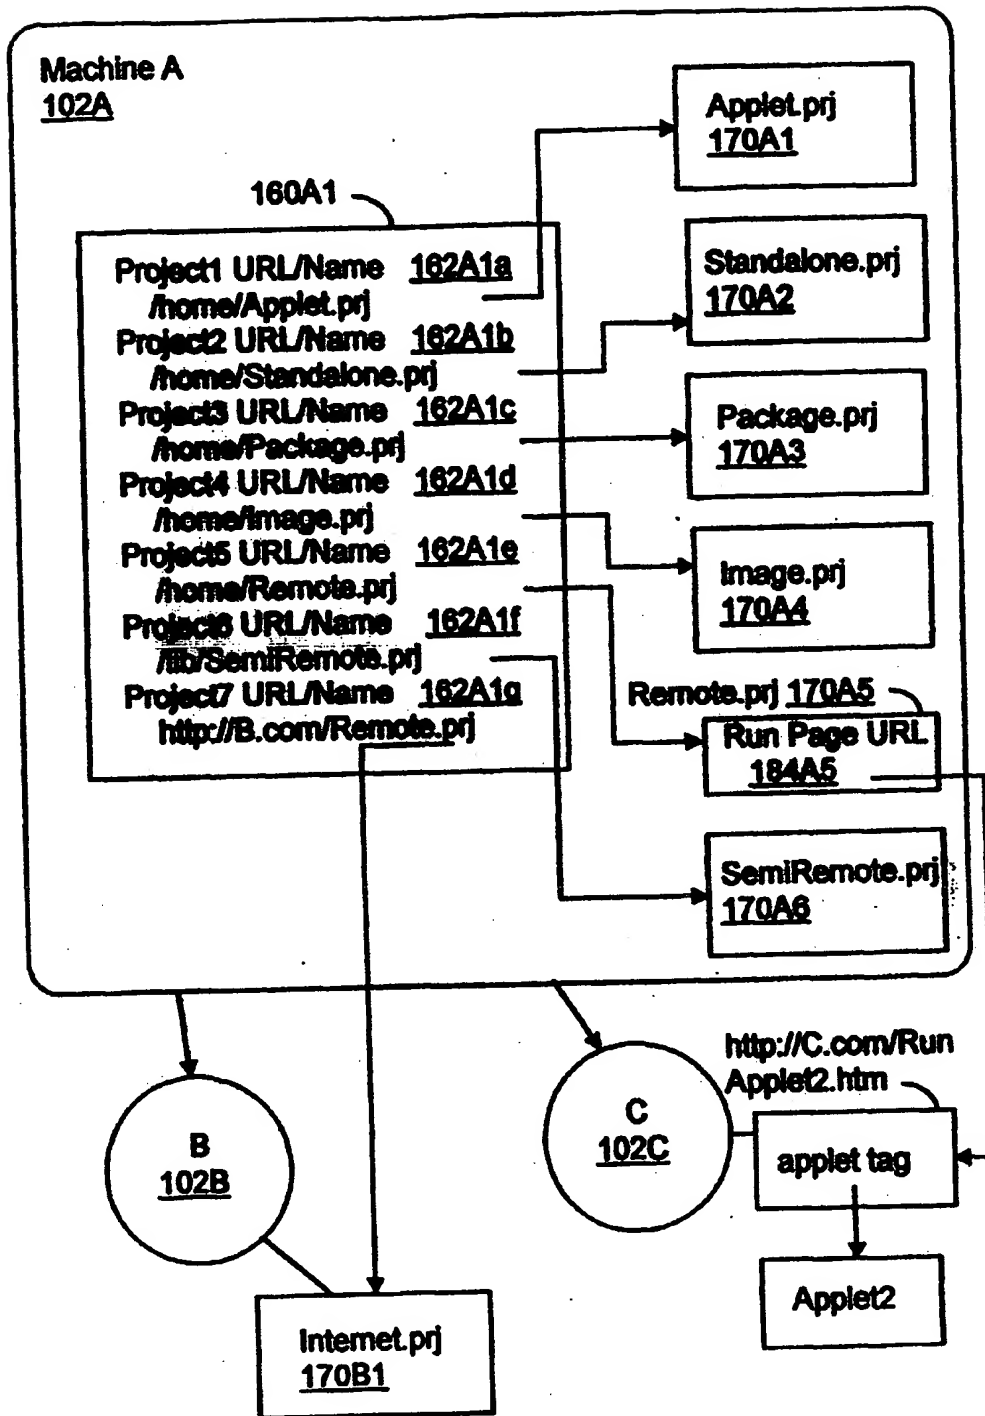 Machine A
102A
160A1
Project1 URL/Name 162A1a
/home/Applet.prj
Project2 URL/Name 162A1b
/home/Standalone.prj
Project3 URL/Name 162A1c
/home/Package.prj
Project4 URL/Name 162A1d
/home/Image.prj
Project5 URL/Name 162A1e
/home/Remote.prj
Project6 URL/Name 162A1f
/lib/SemiRemote.prj
Project7 URL/Name 162A1g
http://B.com/Remote.prj
Applet.prj
170A1
Standalone.prj
170A2
Package.prj
170A3
Image.prj
170A4
Remote.prj 170A5
Run Page URL
184A5
SemiRemote.prj
170A6
B
102B
C
102C
http://C.com/Run
Applet2.htm
applet tag
Applet2
Internet.prj
170B1